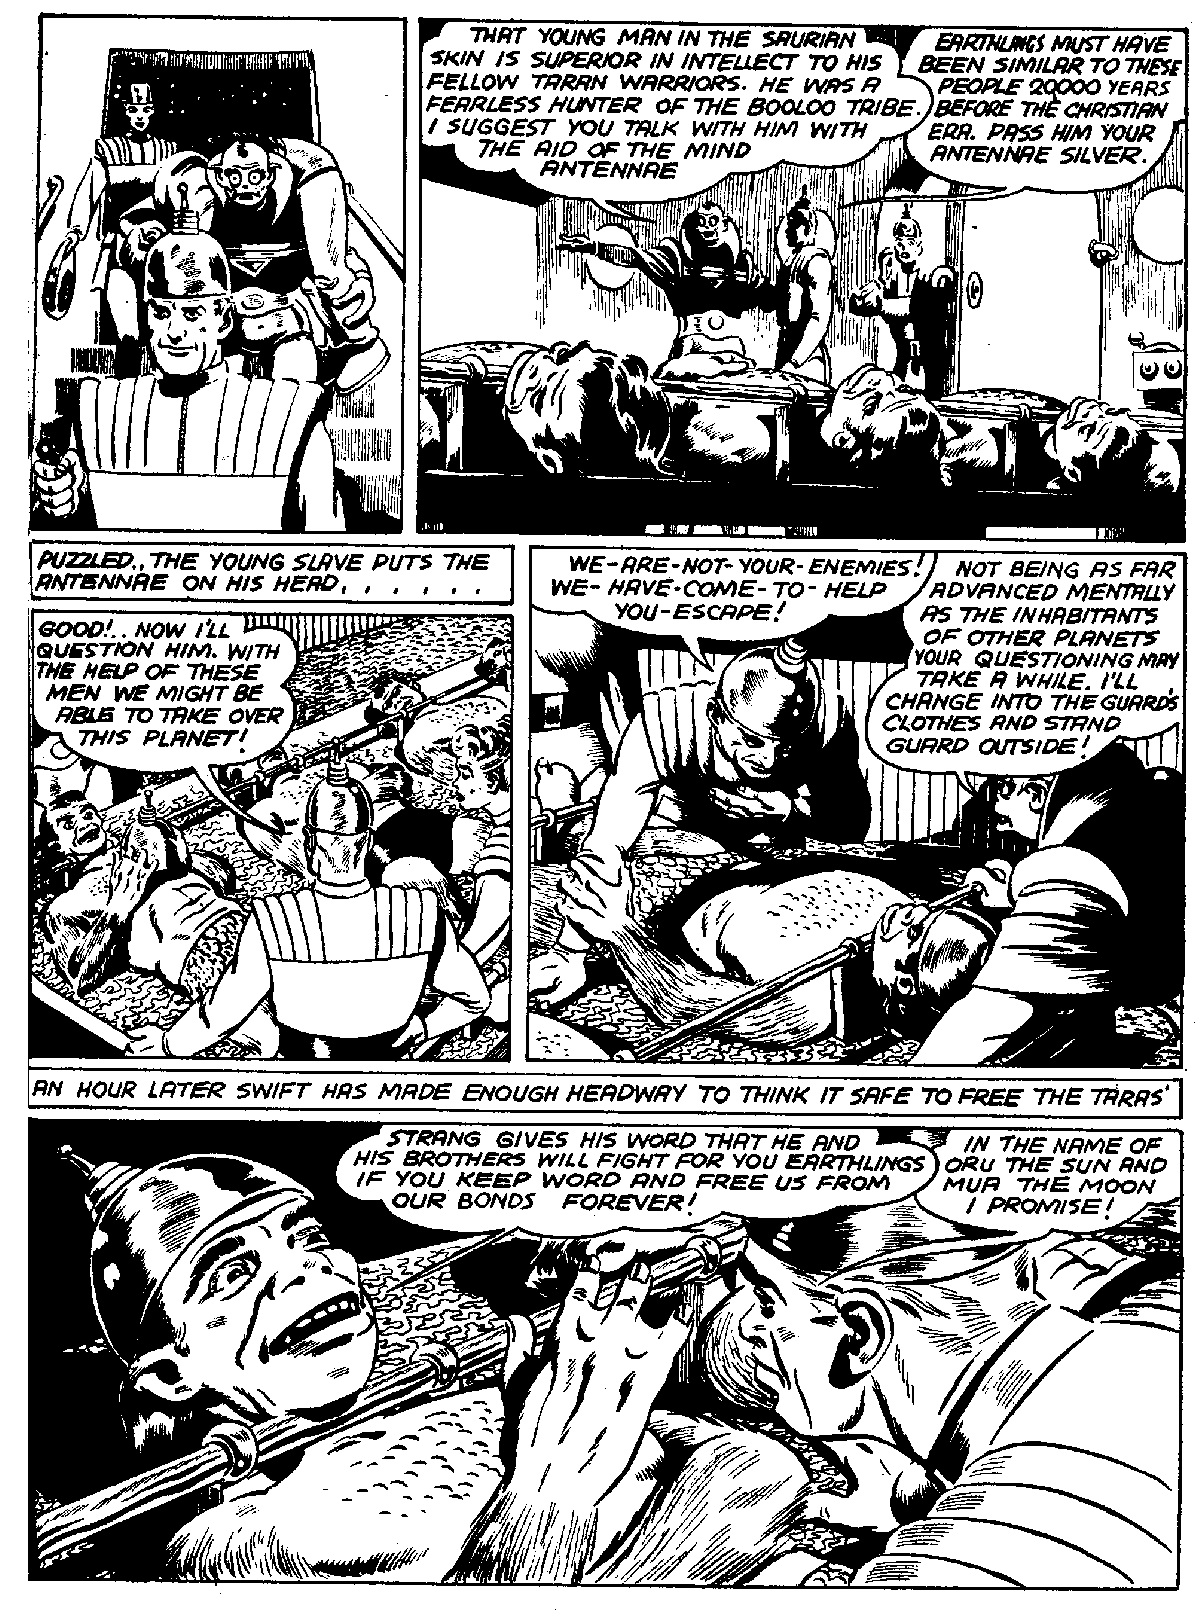 THAT YOUNG MAN IN THE SAURIAN
SKIN IS SUPERIOR IN INTELLECT TO HIS
FELLOW TARAN WARRIORS. HE WAS A
FEARLESS HUNTER OF THE BOOLOO TRIBE.
I SUGGEST YOU TALK WITH HIM WITH
THE AID OF THE MIND
ANTENNAE
EARTHLINGS MUST HAVE
BEEN SIMILAR TO THESE
PEOPLE 20000 YEARS
BEFORE THE CHRISTIAN
ERA. PASS HIM YOUR
ANTENNAE SILVER.
PUZZLED., THE YOUNG SLAVE PUTS THE
ANTENNAE ON HIS HEAD, . . . . . .
GOOD!.. NOW I'LL
QUESTION HIM. WITH
THE HELP OF THESE
MEN WE MIGHT BE
ABLE TO TAKE OVER
THIS PLANET!
WE-ARE-NOT-YOUR-ENEMIES!
WE-HAVE-COME-TO-HELP
YOU-ESCAPE!
NOT BEING AS FAR
ADVANCED MENTALLY
AS THE INHABITANTS
OF OTHER PLANETS
YOUR QUESTIONING MAY
TAKE A WHILE. I'LL
CHANGE INTO THE GUARD'S
CLOTHES AND STAND
GUARD OUTSIDE!
AN HOUR LATER SWIFT HAS MADE ENOUGH HEADWAY TO THINK IT SAFE TO FREE THE TARAS'
STRANG GIVES HIS WORD THAT HE AND
HIS BROTHERS WILL FIGHT FOR YOU EARTHLINGS
IF YOU KEEP WORD AND FREE US FROM
OUR BONDS FOREVER!
IN THE NAME OF
ORU THE SUN AND
MUA THE MOON
I PROMISE!